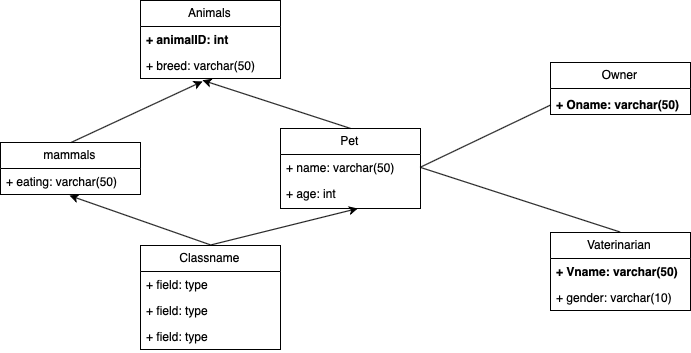 Animals
+ animalID: int
+ breed: varchar(50)
Owner
+ Oname: varchar(50)
Pet
+ name: varchar(50)
+ age: int
mammals
+ eating: varchar(50)
Vaterinarian
+ Vname: varchar(50)
+ gender: varchar(10)
Classname
+ field: type
+ field: type
+ field: type